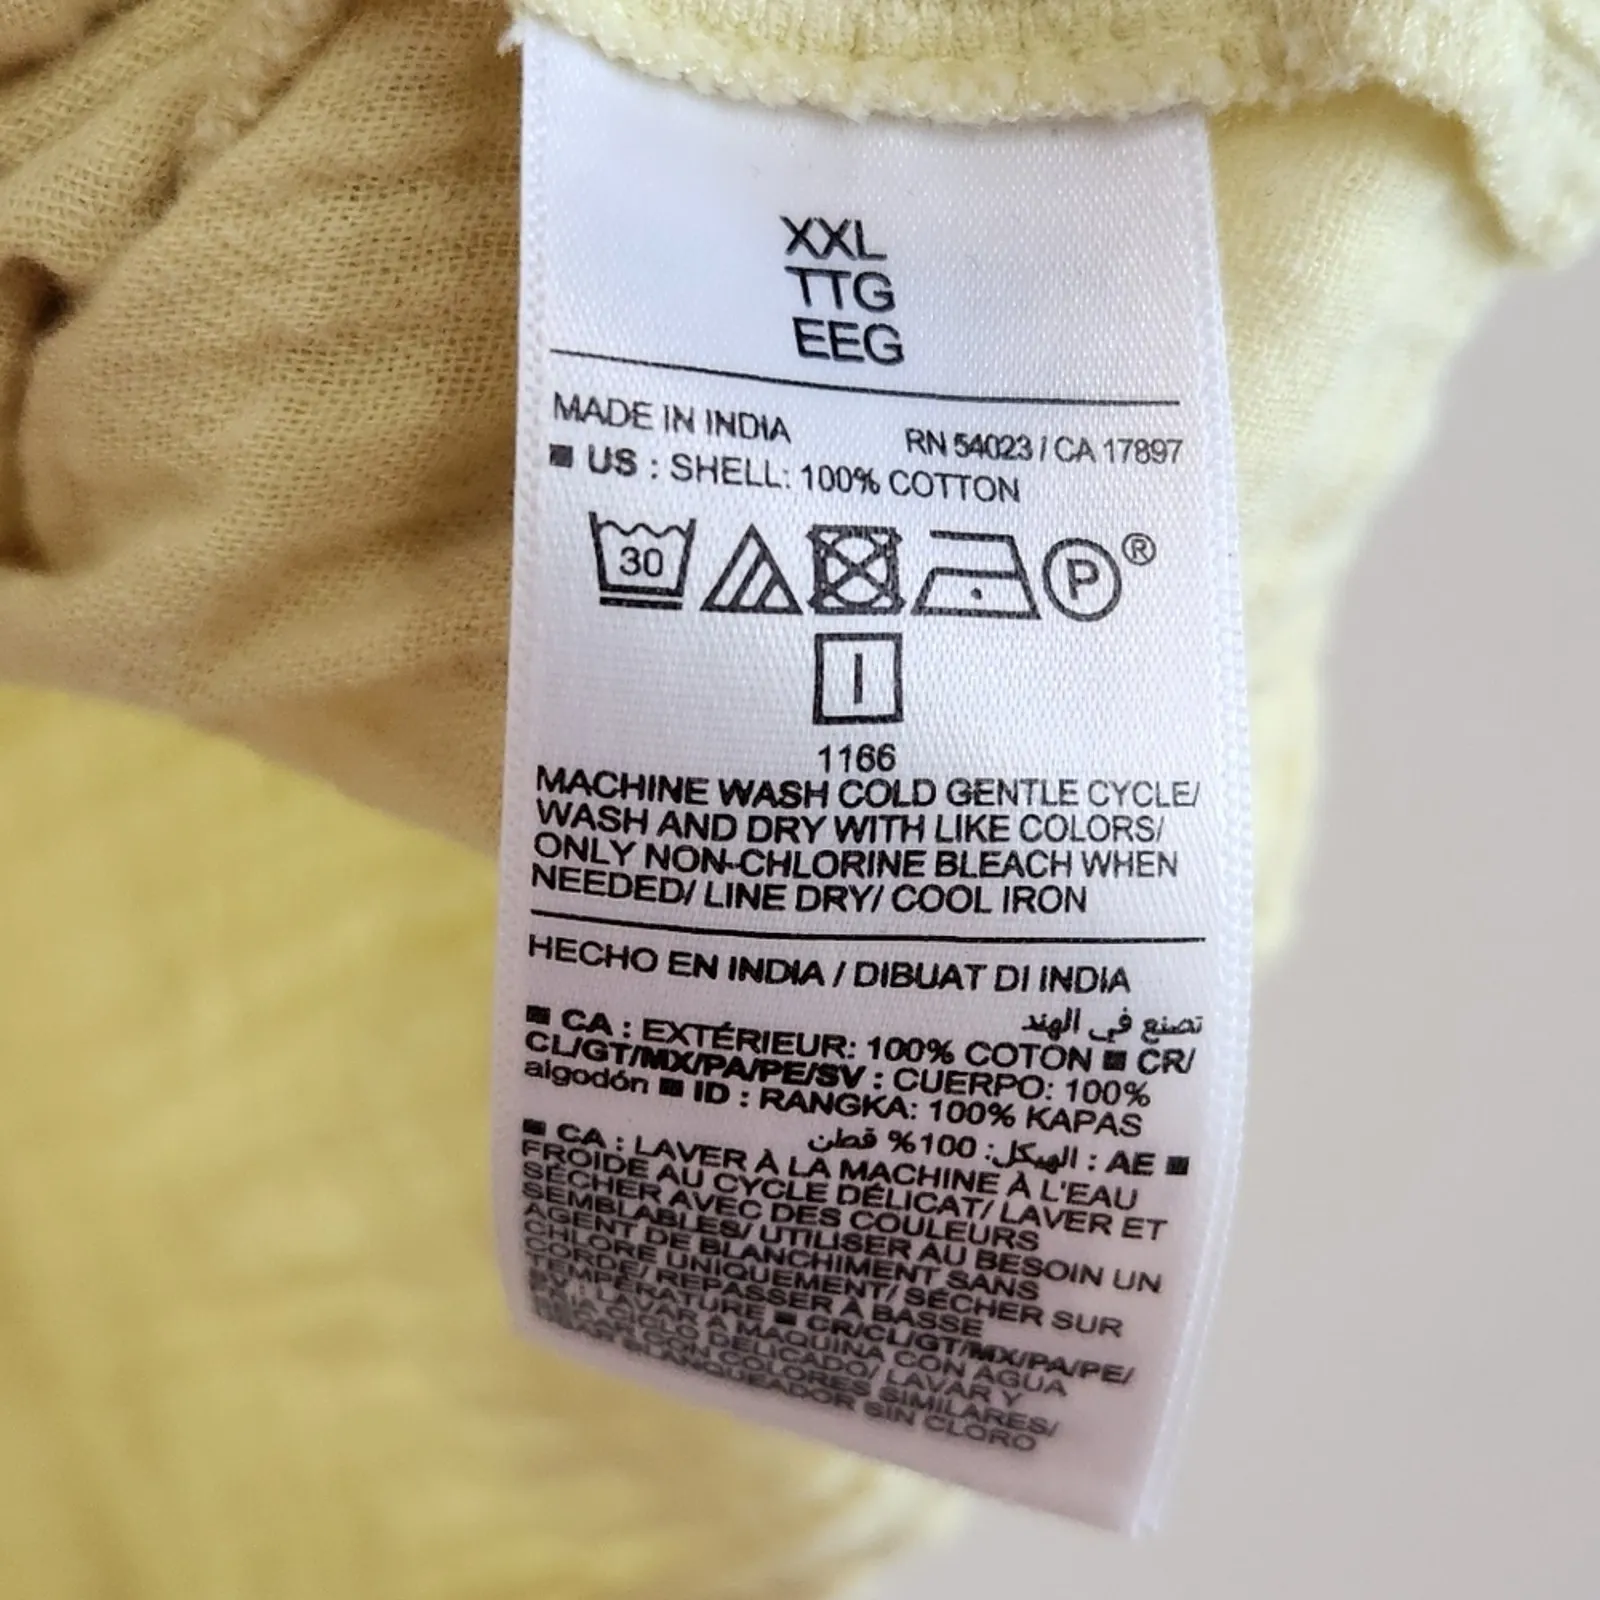 XXL
TTG
EEG
MADE IN INDIA
RN 54023 / CA 17897
■ US : SHELL: 100% COTTON
30
P ®
1166
MACHINE WASH COLD GENTLE CYCLE/
WASH AND DRY WITH LIKE COLORS/
ONLY NON-CHLORINE BLEACH WHEN
NEEDED/ LINE DRY/ COOL IRON
HECHO EN INDIA / DIBUAT DI INDIA
تصنع في الهند
■ CA : EXTÉRIEUR: 100% COTON ■ CR/
CL/GT/MX/PA/PE/SV : CUERPO: 100%
algodón ■ ID : RANGKA: 100% KAPAS
■ AE : الهيكل: 100% قطن
■ CA : LAVER À LA MACHINE À L'EAU
FROIDE AU CYCLE DÉLICAT/ LAVER ET
SÉCHER AVEC DES COULEURS
SEMBLABLES/ UTILISER AU BESOIN UN
AGENT DE BLANCHIMENT SANS
CHLORE UNIQUEMENT/ SÉCHER SUR
CORDE/ REPASSER À BASSE
TEMPÉRATURE ■ CR/CL/GT/MX/PA/PE/
SV : LAVAR A MAQUINA CON AGUA
FRIA CICLO DELICADO/ LAVAR Y
SECAR CON COLORES SIMILARES/
BLANQUEADOR SIN CLORO